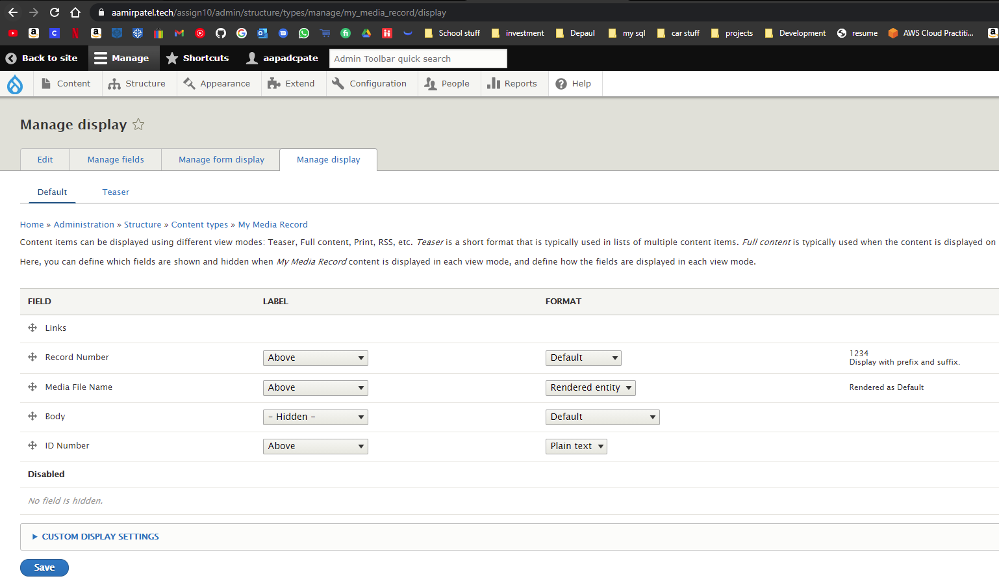 aamirpatel.tech/assign10/admin/structure/types/manage/my_media_record/display
School stuff investment Depaul my sql car stuff projects Development resume AWS Cloud Practiti...
Back to site Manage Shortcuts aapadcpate Admin Toolbar quick search
Content Structure Appearance Extend Configuration People Reports Help
Manage display
Edit Manage fields Manage form display Manage display
Default Teaser
Home » Administration » Structure » Content types » My Media Record
Content items can be displayed using different view modes: Teaser, Full content, Print, RSS, etc. Teaser is a short format that is typically used in lists of multiple content items. Full content is typically used when the content is displayed on
Here, you can define which fields are shown and hidden when My Media Record content is displayed in each view mode, and define how the fields are displayed in each view mode.
FIELD LABEL FORMAT
Links
Record Number Above Default 1234
Display with prefix and suffix.
Media File Name Above Rendered entity Rendered as Default
Body - Hidden - Default
ID Number Above Plain text
Disabled
No field is hidden.
CUSTOM DISPLAY SETTINGS
Save